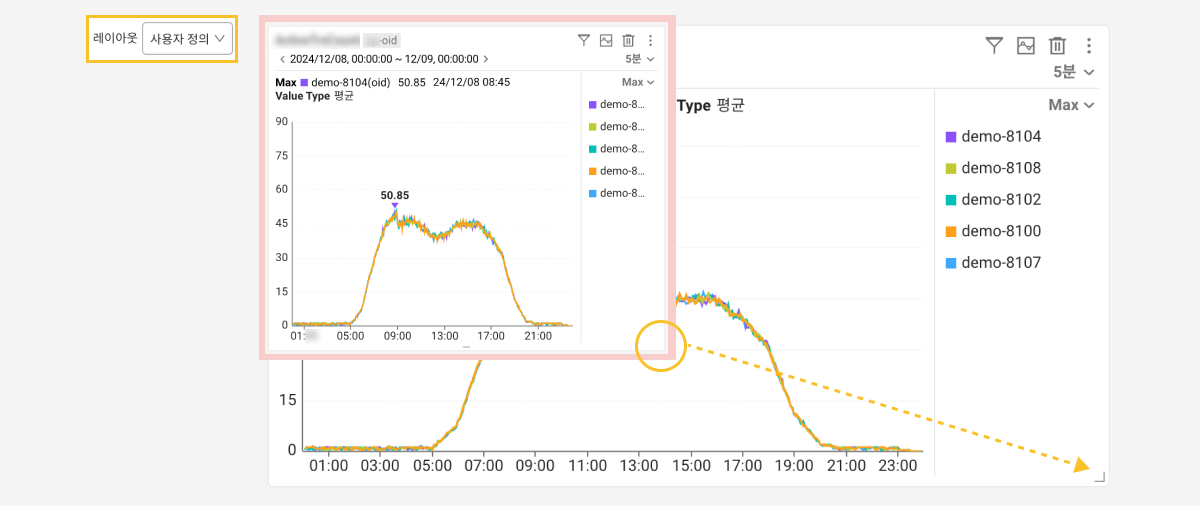 레이아웃 사용자 정의
-oid
2024/12/08, 00:00:00 ~ 12/09, 00:00:00
5분
Max demo-8104(oid) 50.85 24/12/08 08:45
Value Type 평균
Max
demo-8...
demo-8...
demo-8...
demo-8...
demo-8...
90
75
60
45
30
15
0
50.85
01:
05:00
09:00
13:00
17:00
21:00
5분
Type 평균
Max
demo-8104
demo-8108
demo-8102
demo-8100
demo-8107
15
0
01:00
03:00
05:00
07:00
09:00
11:00
13:00
15:00
17:00
19:00
21:00
23:00